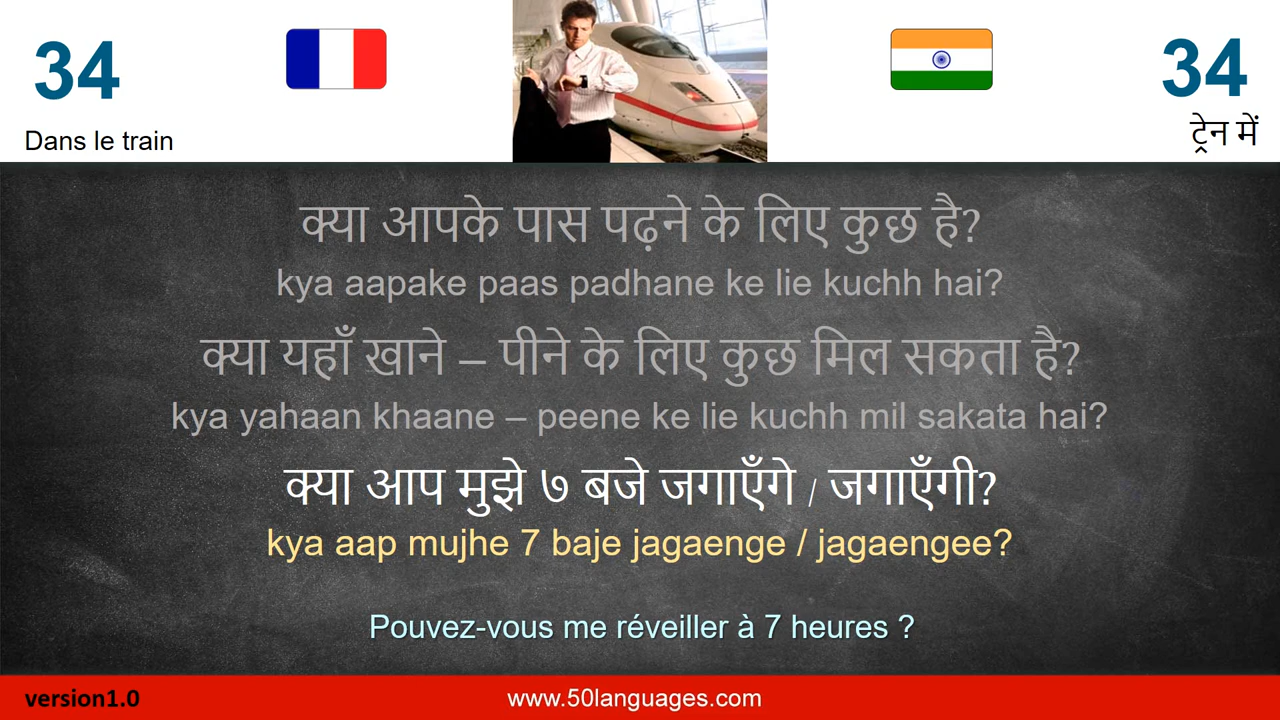 34
34
Dans le train
ट्रेन में
क्या आपके पास पढ़ने के लिए कुछ है?
kya aapake paas padhane ke lie kuchh hai?
क्या यहाँ खाने – पीने के लिए कुछ मिल सकता है?
kya yahaan khaane – peene ke lie kuchh mil sakata hai?
क्या आप मुझे ७ बजे जगाएँगे / जगाएँगी?
kya aap mujhe 7 baje jagaenge / jagaengee?
Pouvez-vous me réveiller à 7 heures ?
version1.0
www.50languages.com